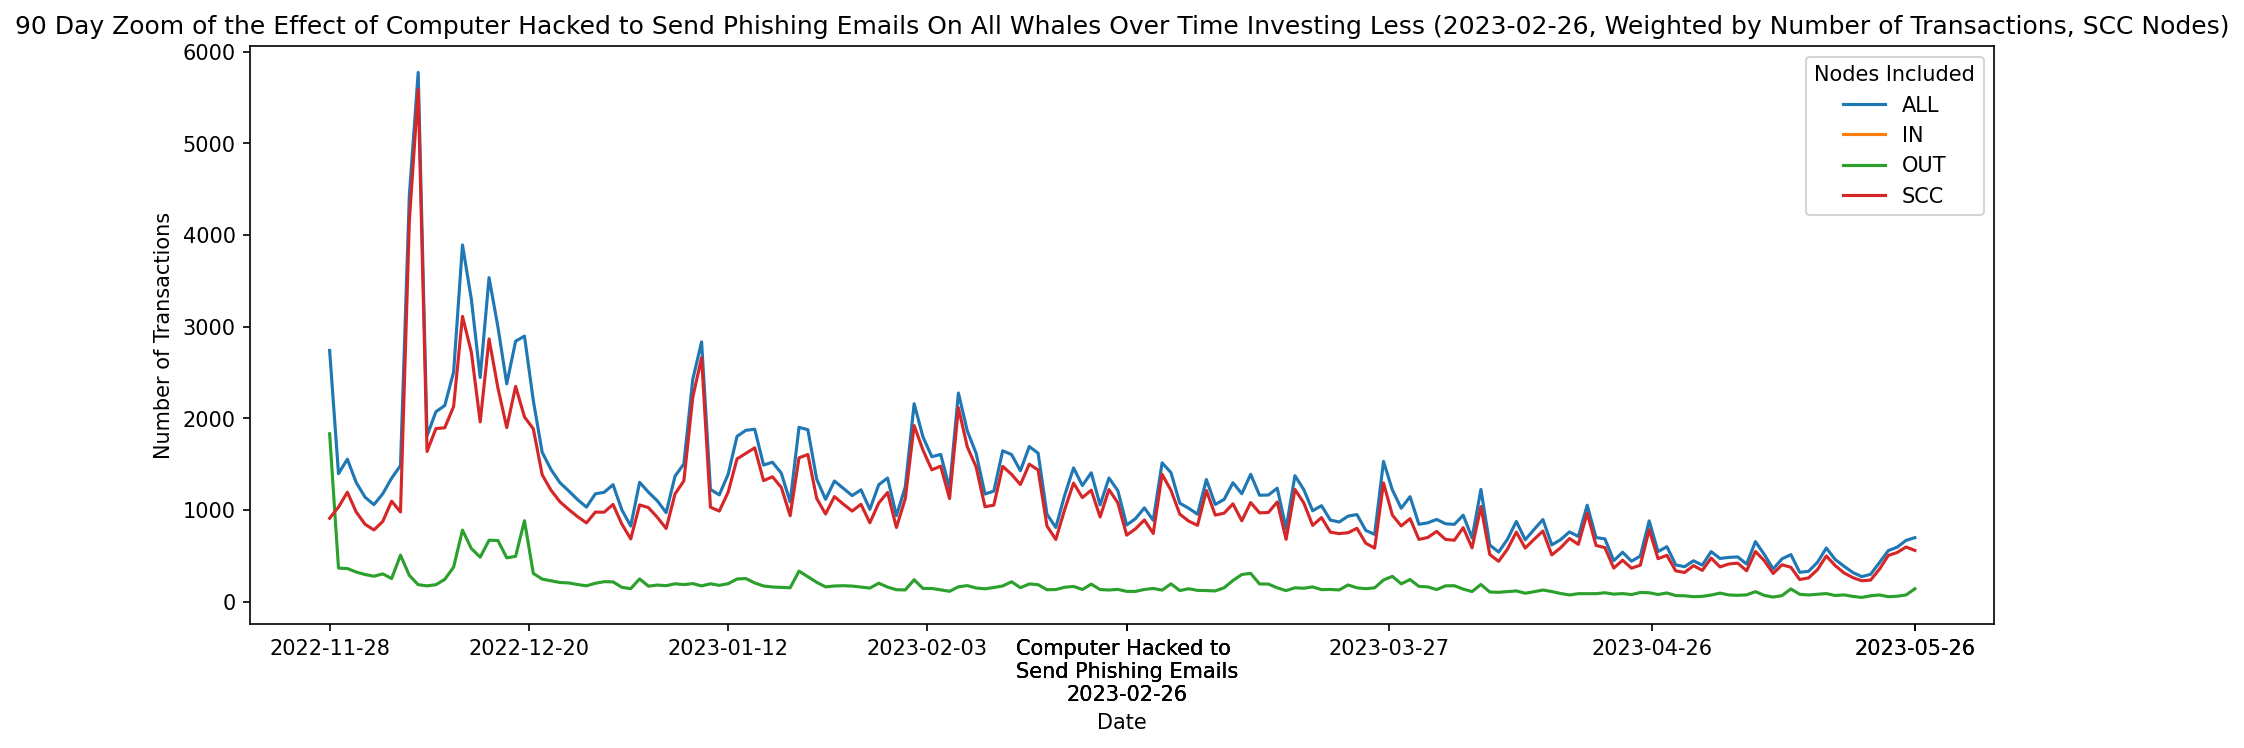 90 Day Zoom of the Effect of Computer Hacked to Send Phishing Emails On All Whales Over Time Investing Less (2023-02-26, Weighted by Number of Transactions, SCC Nodes)
6000
5000
4000
3000
2000
1000
0
Number of Transactions
Nodes Included
ALL
IN
OUT
SCC
2022-11-28
2022-12-20
2023-01-12
2023-02-03
Computer Hacked to
Send Phishing Emails
2023-02-26
2023-03-27
2023-04-26
2023-05-26
Date